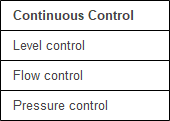 Continuous Control
Level control
Flow control
Pressure control